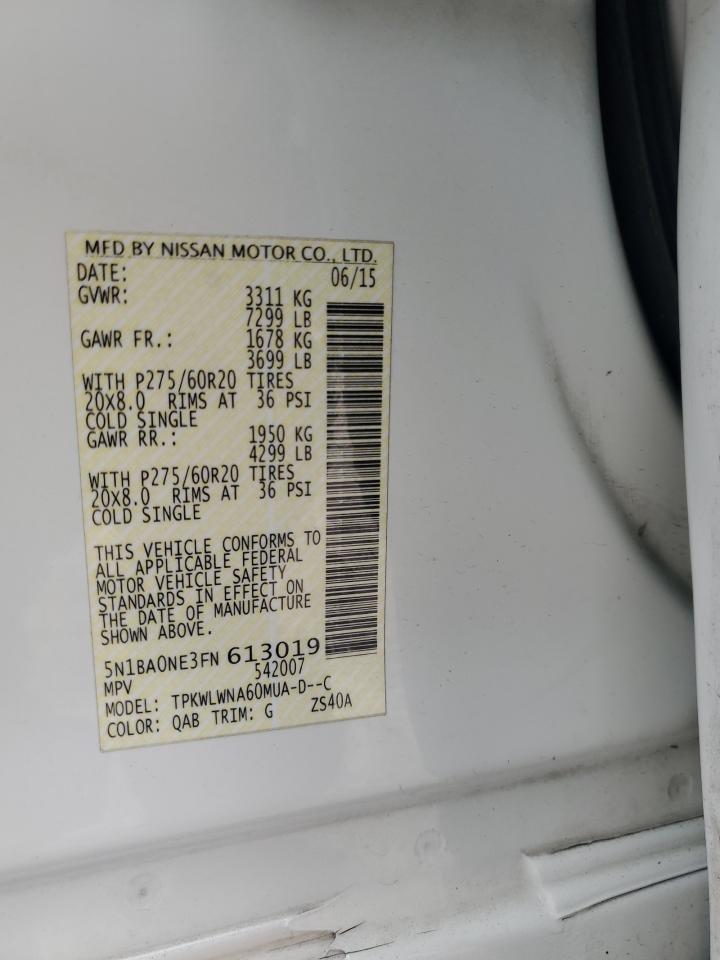 MFD BY NISSAN MOTOR CO., LTD.
DATE: 06/15
GVWR: 3311 KG
7299 LB
GAWR FR.: 1678 KG
3699 LB
WITH P275/60R20 TIRES
20X8.0 RIMS AT 36 PSI
COLD SINGLE
GAWR RR.: 1950 KG
4299 LB
WITH P275/60R20 TIRES
20X8.0 RIMS AT 36 PSI
COLD SINGLE
THIS VEHICLE CONFORMS TO
ALL APPLICABLE FEDERAL
MOTOR VEHICLE SAFETY
STANDARDS IN EFFECT ON
THE DATE OF MANUFACTURE
SHOWN ABOVE.
5N1BA0NE3FN 613019
MPV 542007
MODEL: TPKWLWNA60MUA-D--C
COLOR: QAB TRIM: G ZS40A